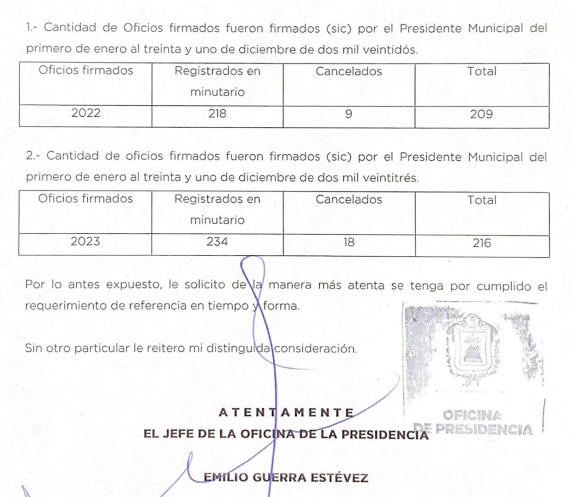 1.- Cantidad de Oficios firmados fueron firmados (sic) por el Presidente Municipal del
primero de enero al treinta y uno de diciembre de dos mil veintidós.
Oficios firmados Registrados en minutario Cancelados Total
2022 218 9 209
2.- Cantidad de oficios firmados fueron firmados (sic) por el Presidente Municipal del
primero de enero al treinta y uno de diciembre de dos mil veintitrés.
Oficios firmados Registrados en minutario Cancelados Total
2023 234 18 216
Por lo antes expuesto, le solicito de la manera más atenta se tenga por cumplido el
requerimiento de referencia en tiempo y forma.
Sin otro particular le reitero mi distinguida consideración.
ATENTAMENTE
EL JEFE DE LA OFICINA DE LA PRESIDENCIA
EMILIO GUERRA ESTÉVEZ
OFICINA
DE PRESIDENCIA